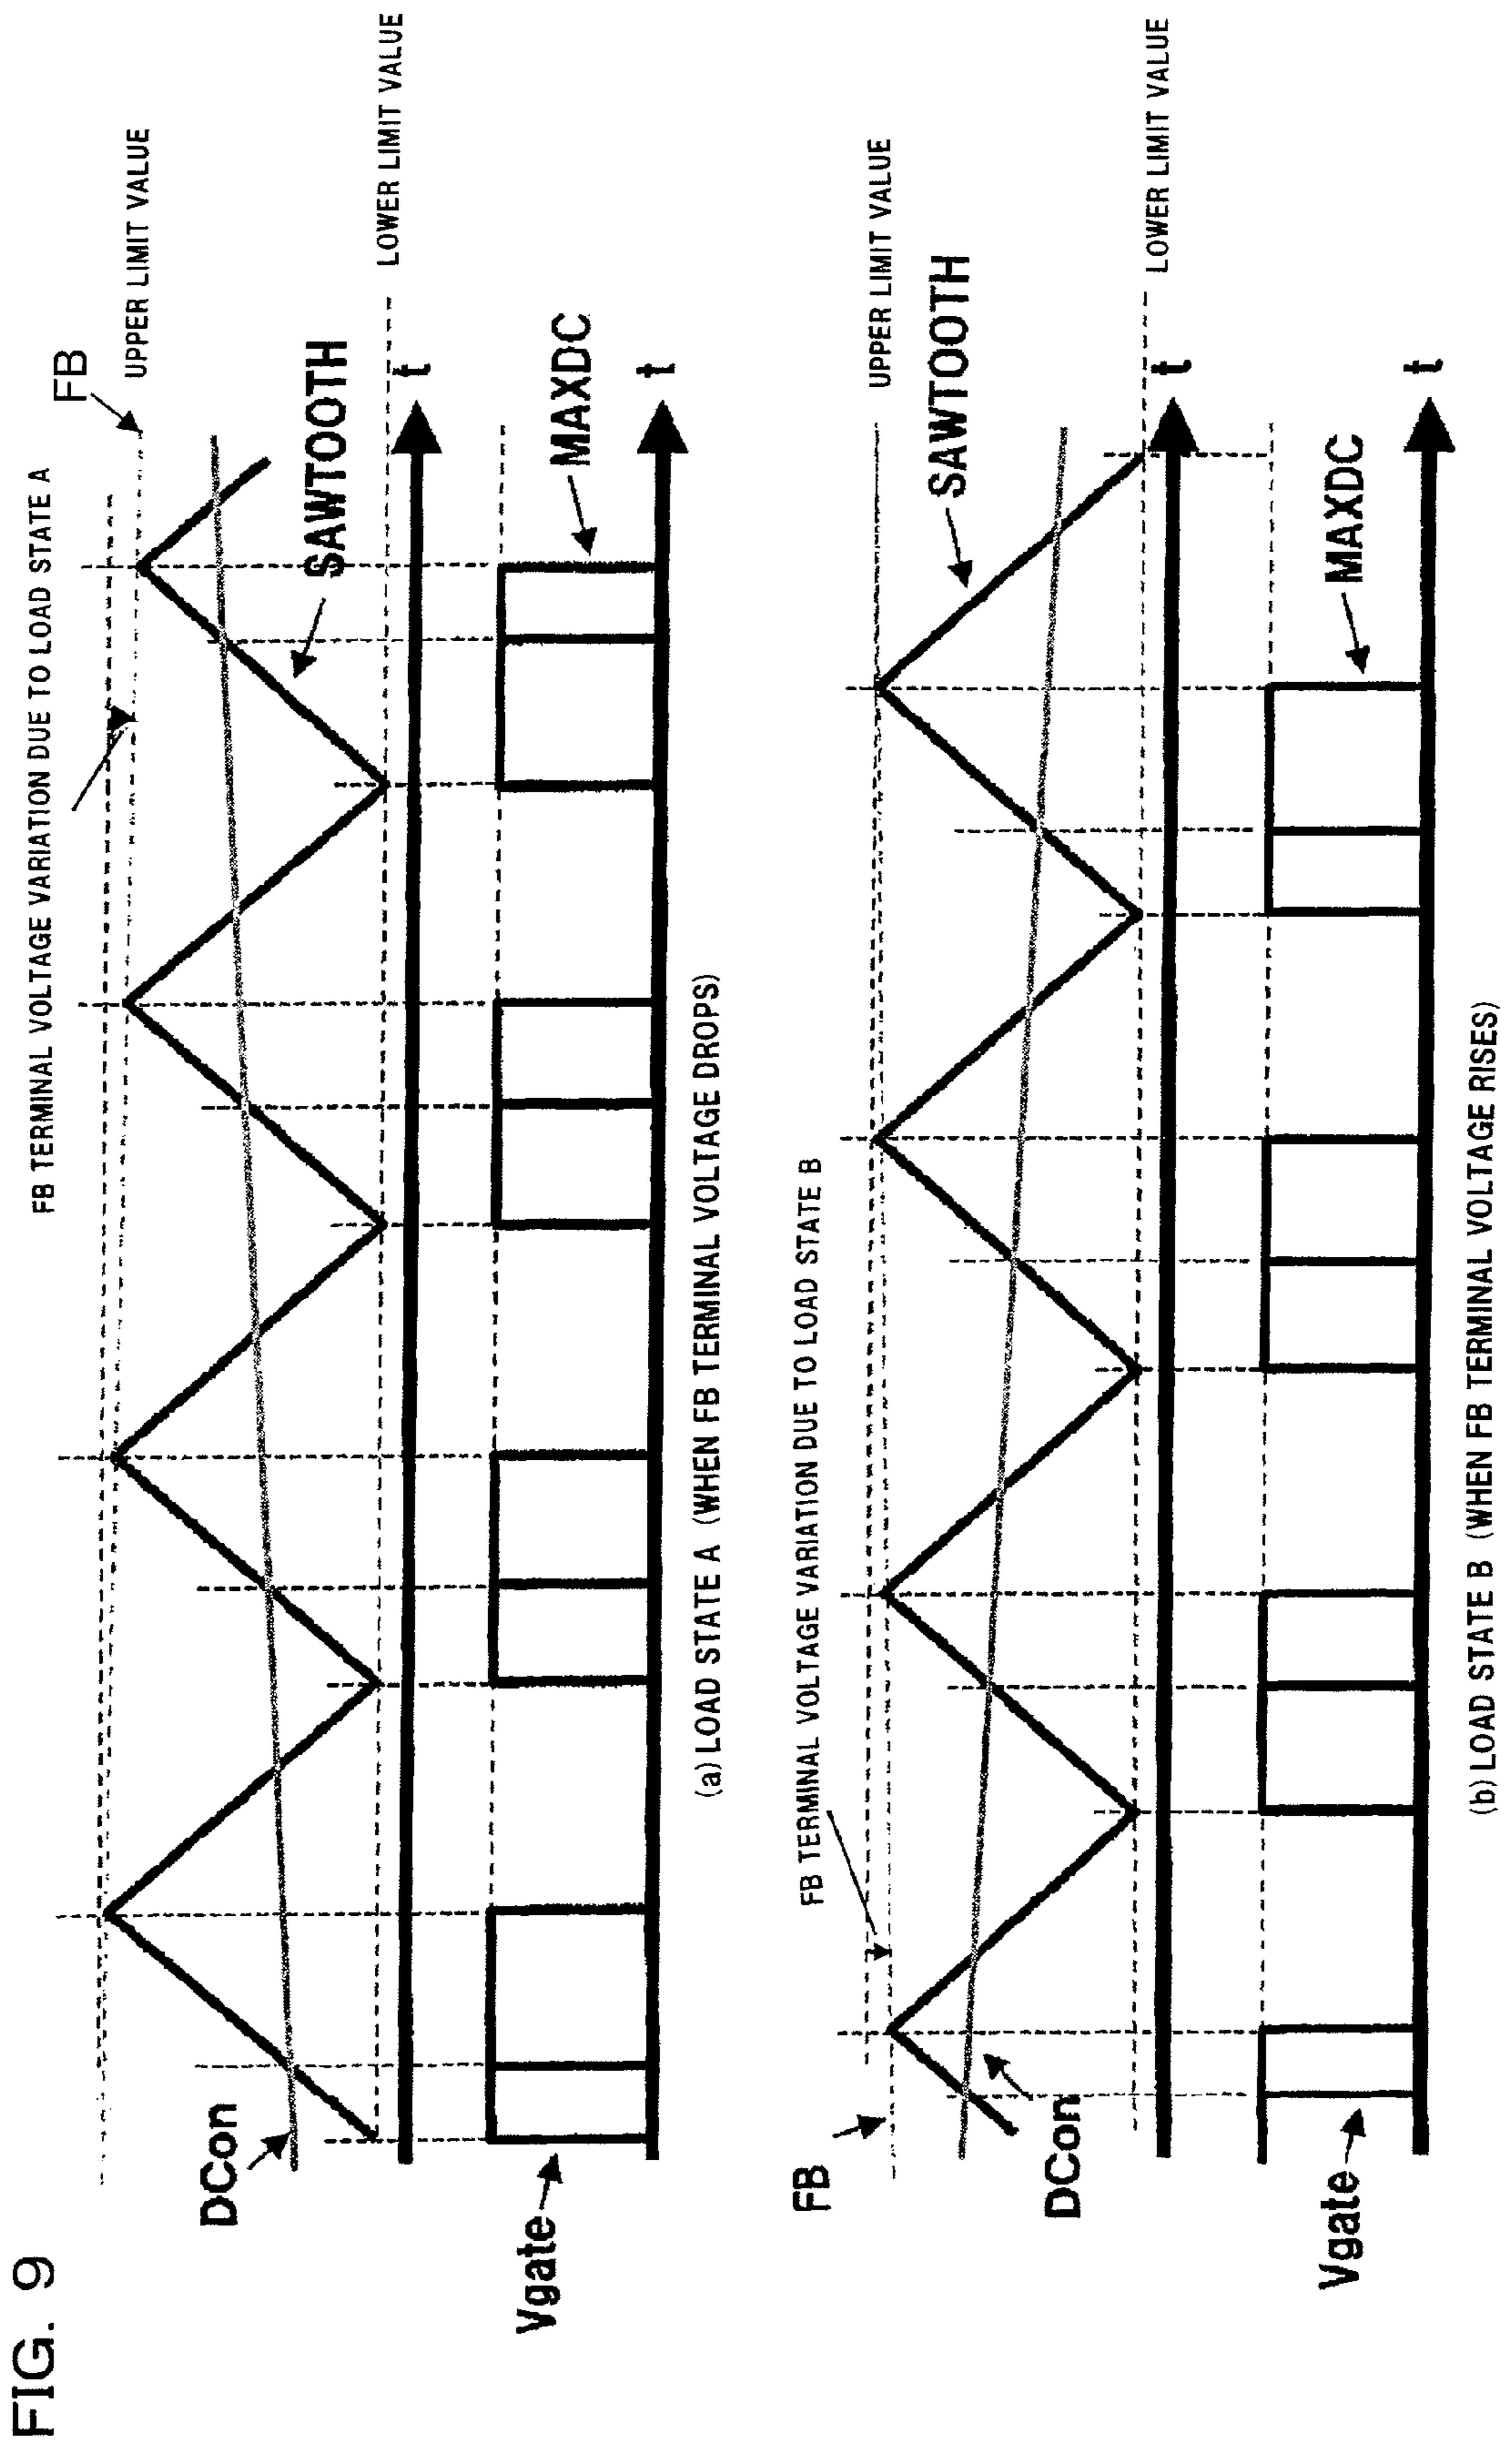 FIG. 9
FB TERMINAL VOLTAGE VARIATION DUE TO LOAD STATE A
FB
UPPER LIMIT VALUE
DCon
SAWTOOTH
LOWER LIMIT VALUE
t
Vgate
MAXDC
t
(a) LOAD STATE A (WHEN FB TERMINAL VOLTAGE DROPS)
FB TERMINAL VOLTAGE VARIATION DUE TO LOAD STATE B
FB
UPPER LIMIT VALUE
SAWTOOTH
DCon
LOWER LIMIT VALUE
t
Vgate
MAXDC
t
(b) LOAD STATE B (WHEN FB TERMINAL VOLTAGE RISES)